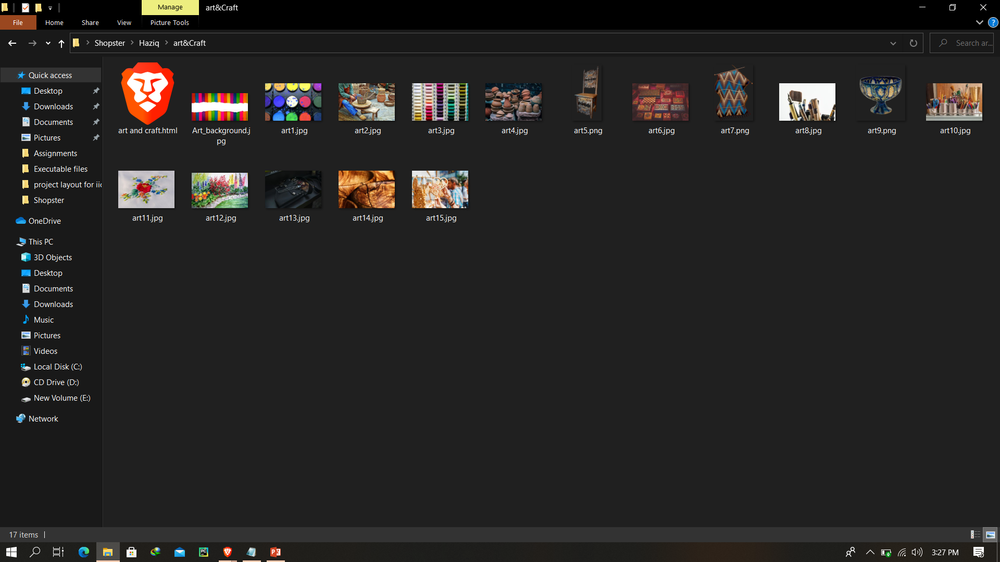 Manage
art&Craft
File
Home
Share
View
Picture Tools
Shopster
Haziq
art&Craft
Search ar...
Quick access
Desktop
Downloads
Documents
Pictures
Assignments
Executable files
project layout for iic
Shopster
OneDrive
This PC
3D Objects
Desktop
Documents
Downloads
Music
Pictures
Videos
Local Disk (C:)
CD Drive (D:)
New Volume (E:)
Network
art and craft.html
Art_background.j
pg
art1.jpg
art2.jpg
art3.jpg
art4.jpg
art5.png
art6.jpg
art7.png
art8.jpg
art9.png
art10.jpg
art11.jpg
art12.jpg
art13.jpg
art14.jpg
art15.jpg
17 items
3:27 PM